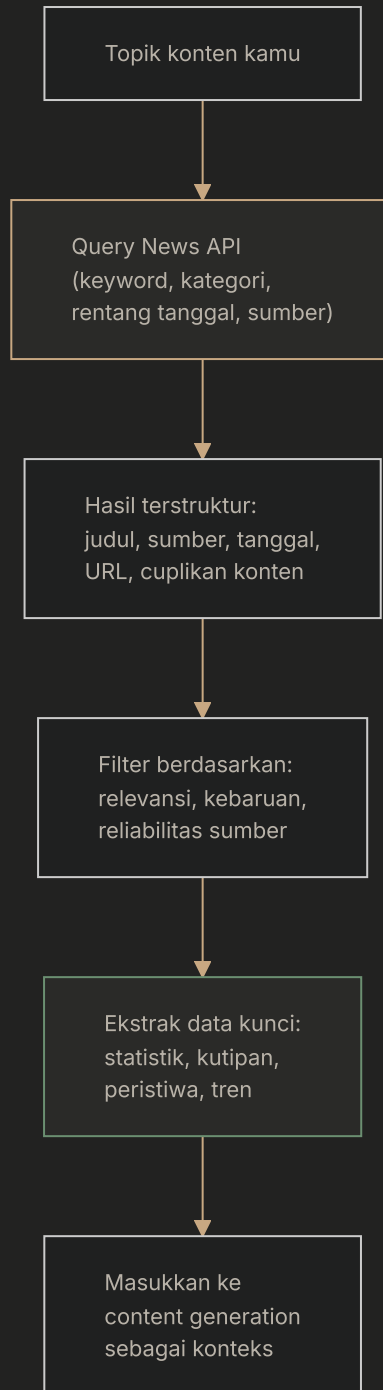 Topik konten kamu
Query News API
(keyword, kategori,
rentang tanggal, sumber)
Hasil terstruktur:
judul, sumber, tanggal,
URL, cuplikan konten
Filter berdasarkan:
relevansi, kebaruan,
reliabilitas sumber
Ekstrak data kunci:
statistik, kutipan,
peristiwa, tren
Masukkan ke
content generation
sebagai konteks